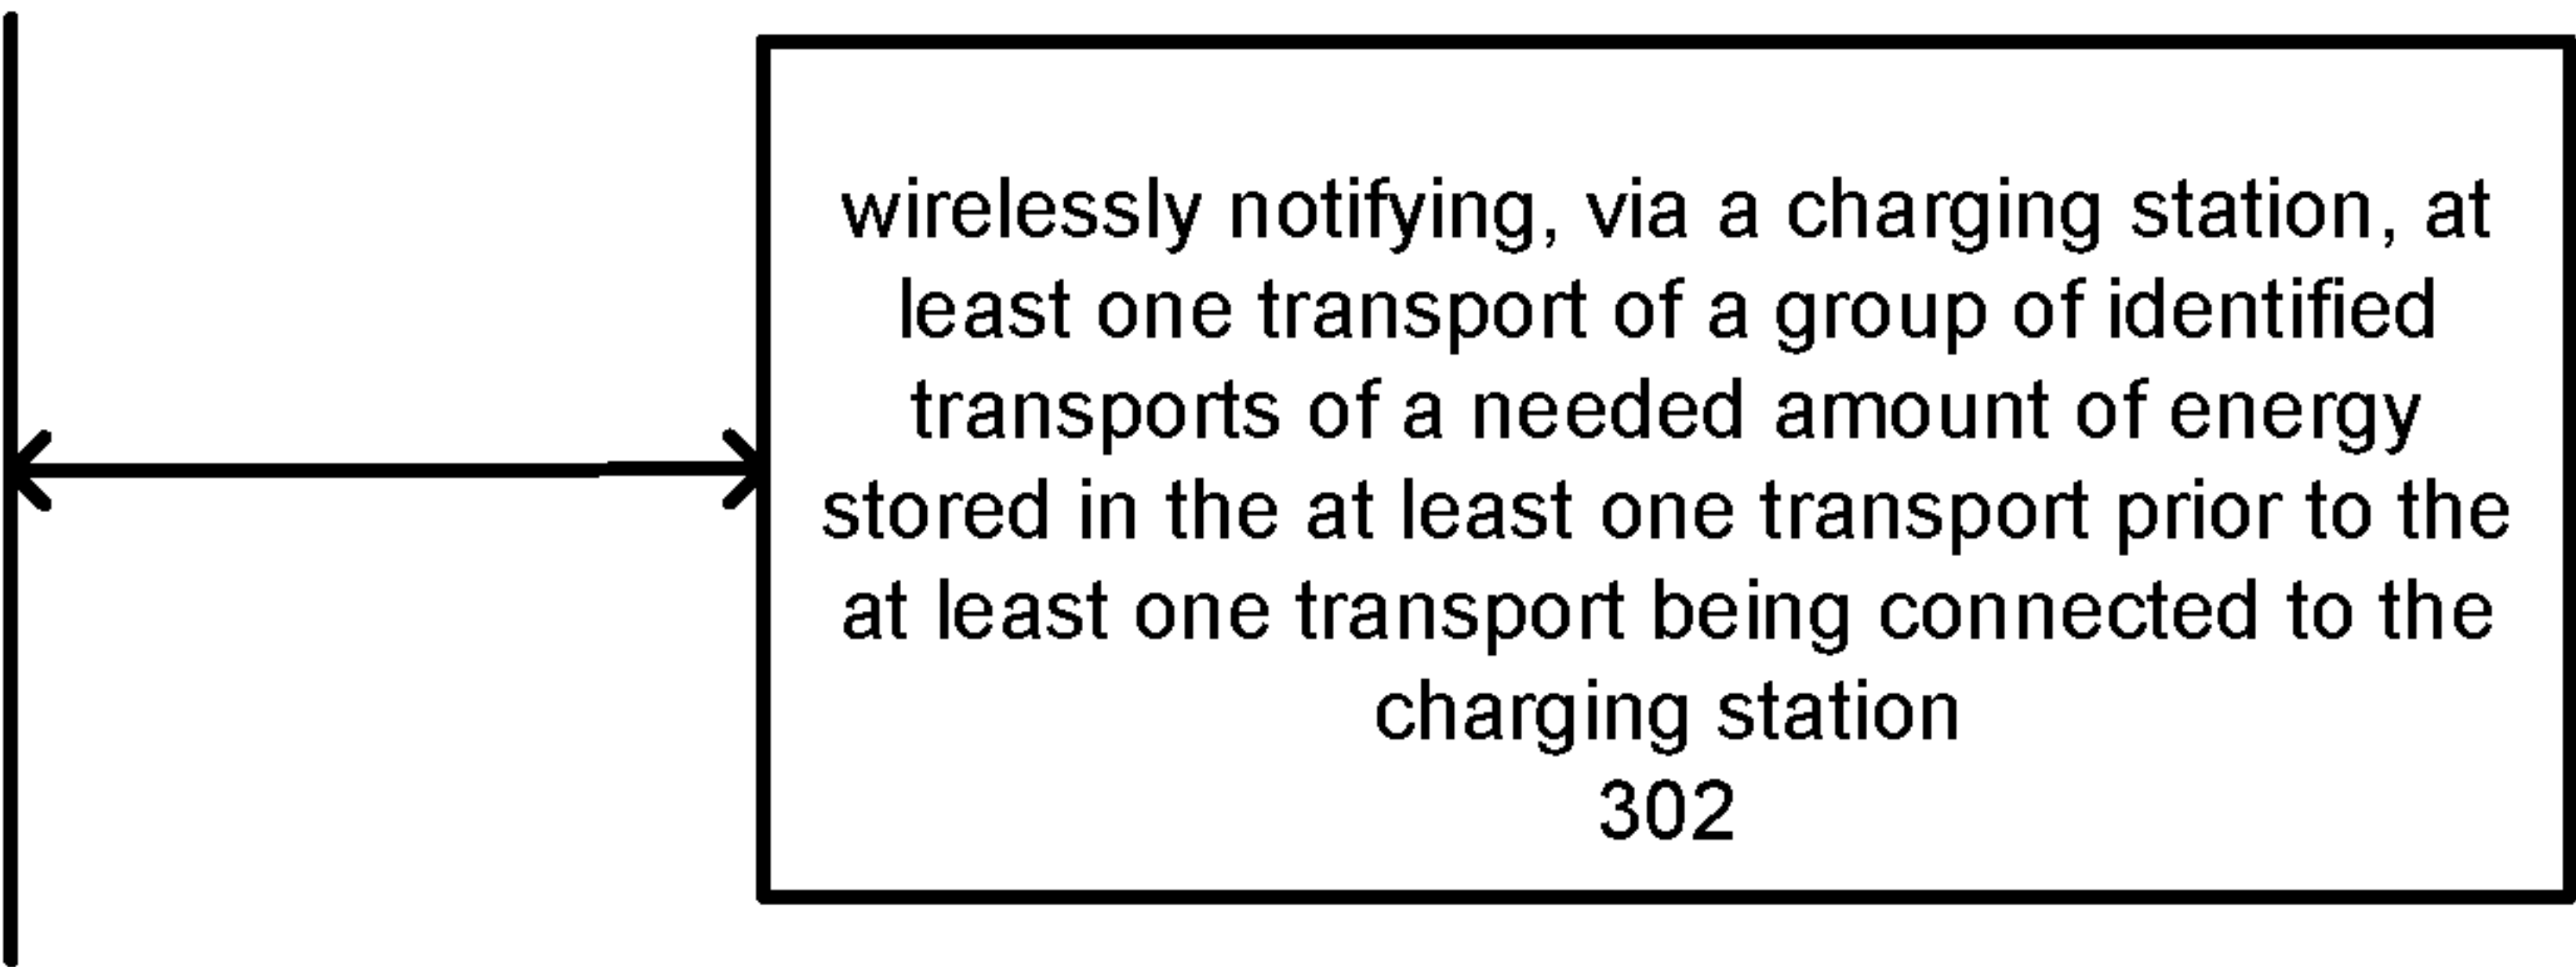 wirelessly notifying, via a charging station, at
least one transport of a group of identified
transports of a needed amount of energy
stored in the at least one transport prior to the
at least one transport being connected to the
charging station
302